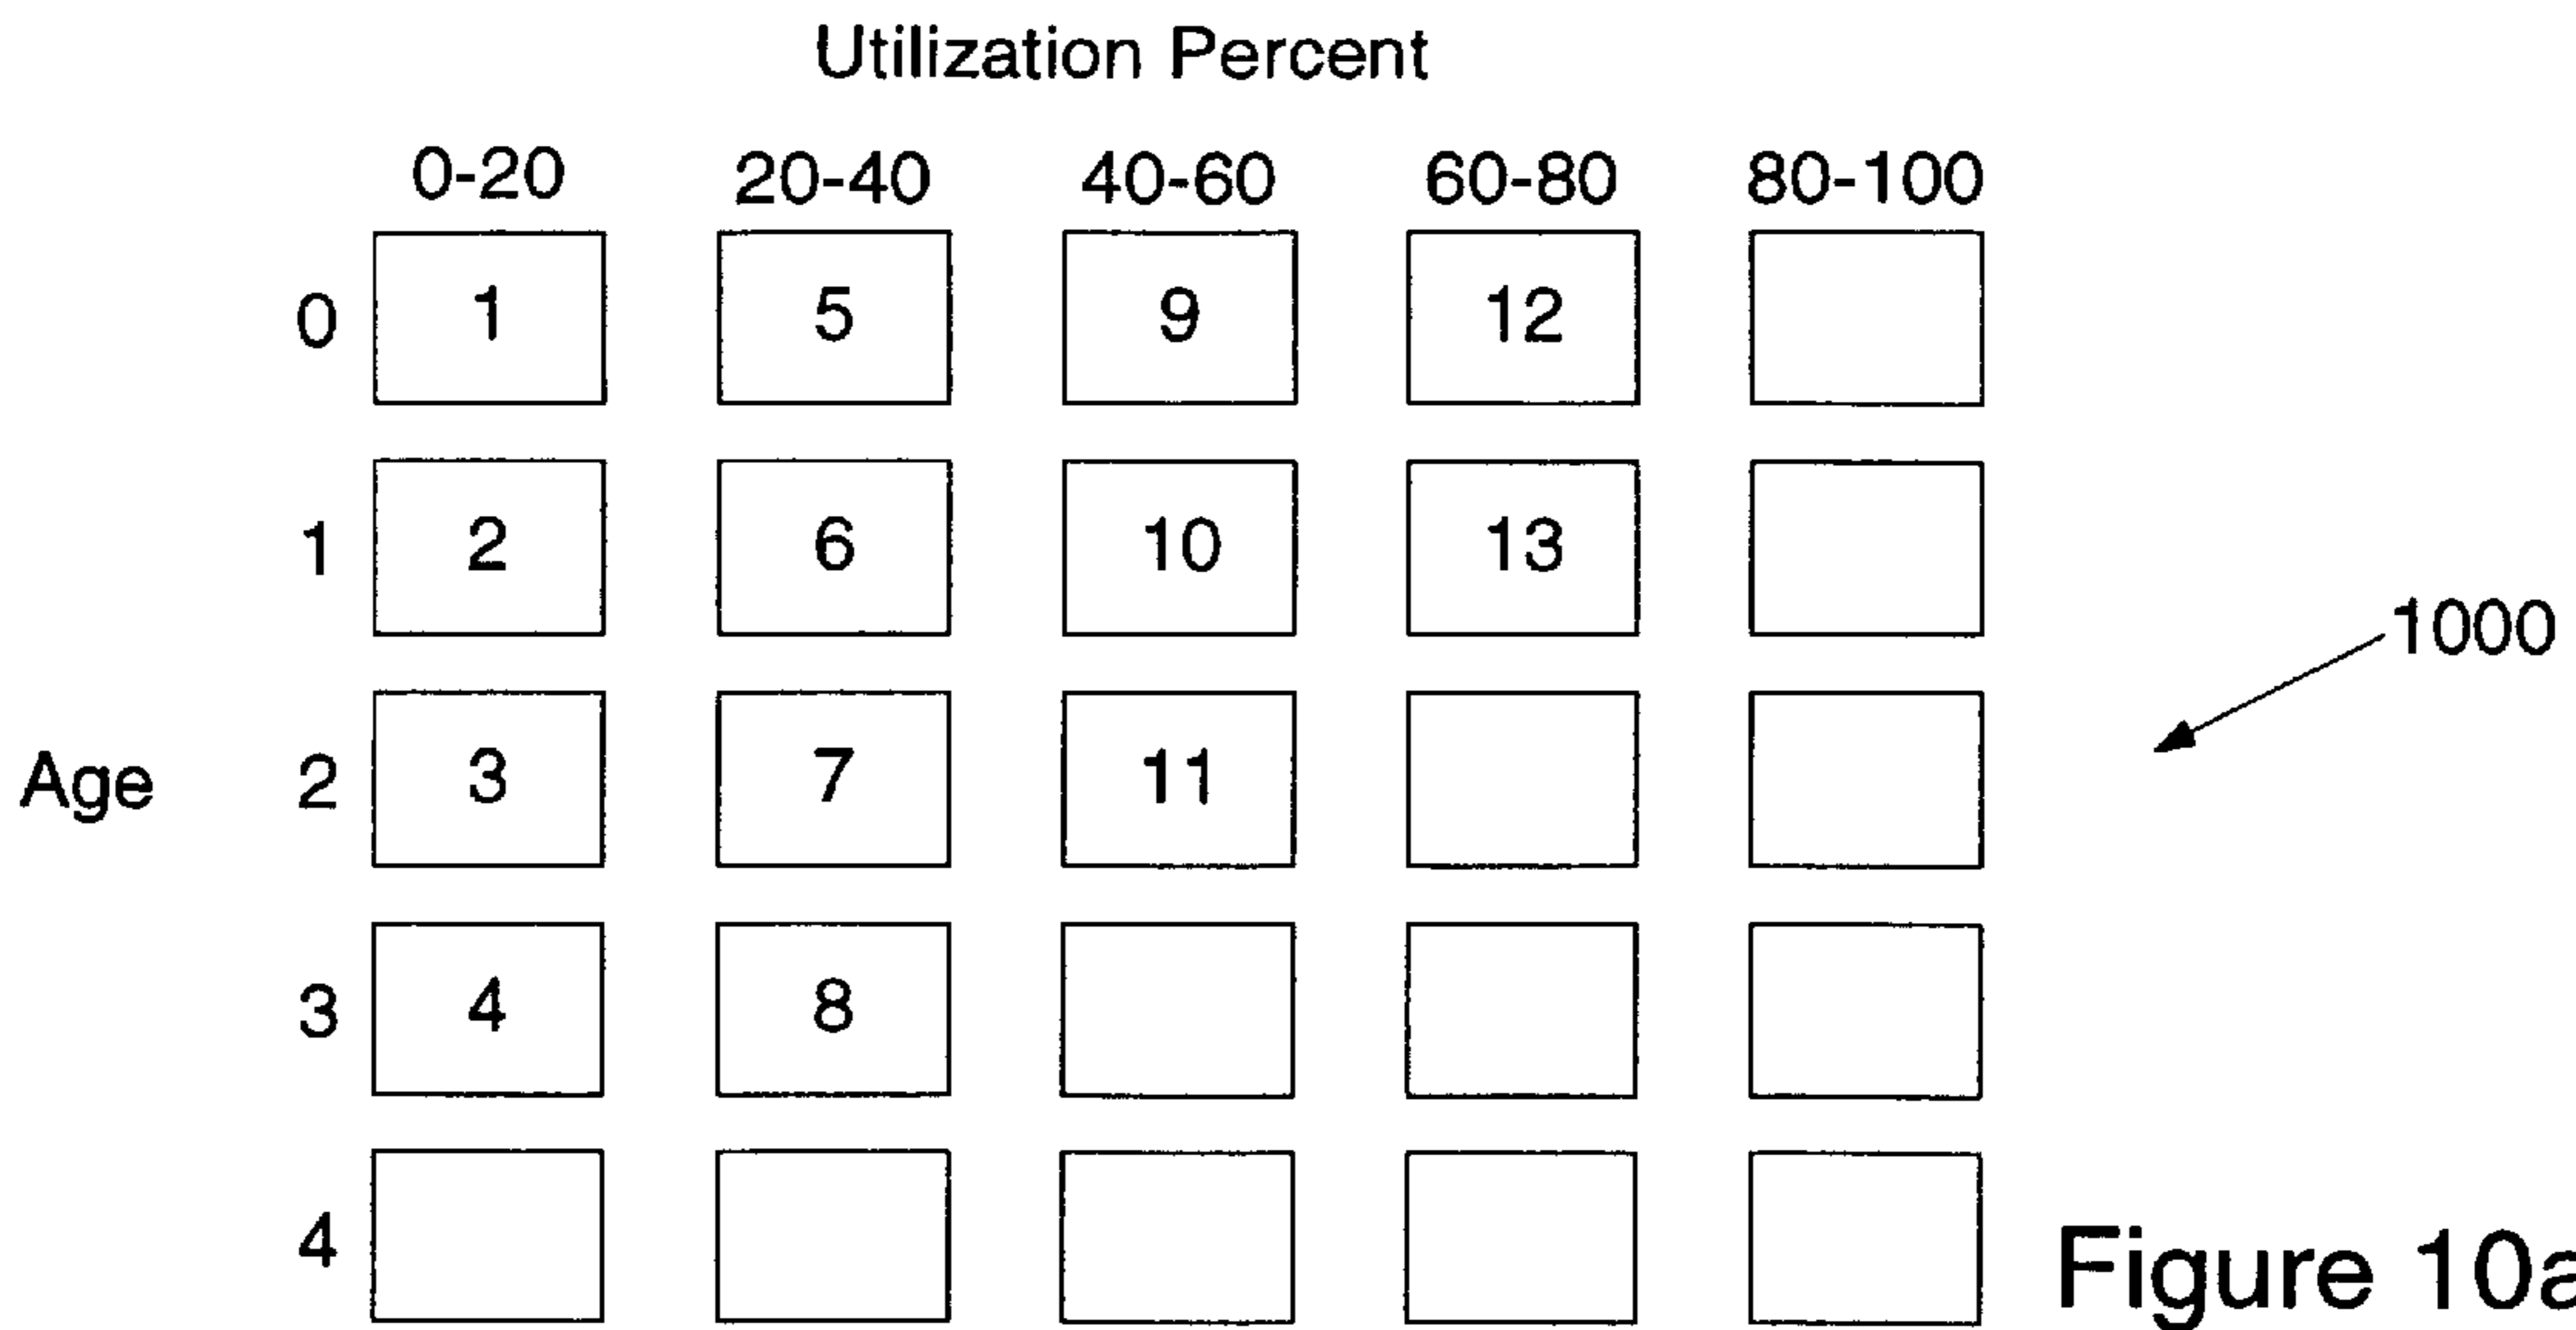 Utilization Percent
0-20 20-40 40-60 60-80 80-100
0 1 5 9 12
1 2 6 10 13
1000
Age 2 3 7 11
3 4 8
4
Figure 10a